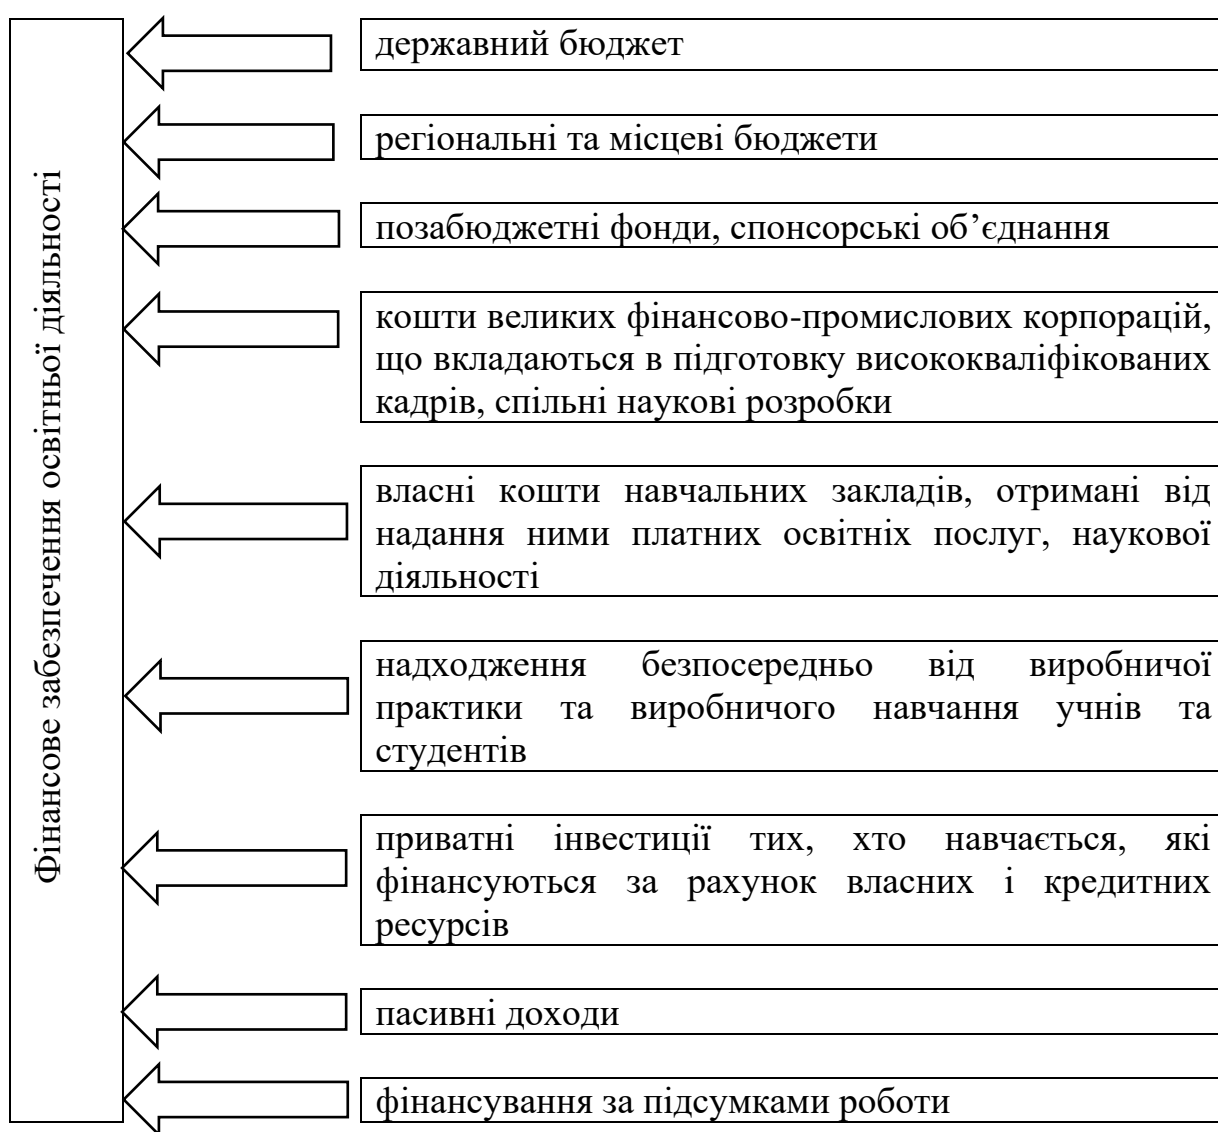 Фінансове забезпечення освітньої діяльності
державний бюджет
регіональні та місцеві бюджети
позабюджетні фонди, спонсорські об’єднання
кошти великих фінансово-промислових корпорацій,
що вкладаються в підготовку висококваліфікованих
кадрів, спільні наукові розробки
власні кошти навчальних закладів, отримані від
надання ними платних освітніх послуг, наукової
діяльності
надходження безпосередньо від виробничої
практики та виробничого навчання учнів та
студентів
приватні інвестиції тих, хто навчається, які
фінансуються за рахунок власних і кредитних
ресурсів
пасивні доходи
фінансування за підсумками роботи